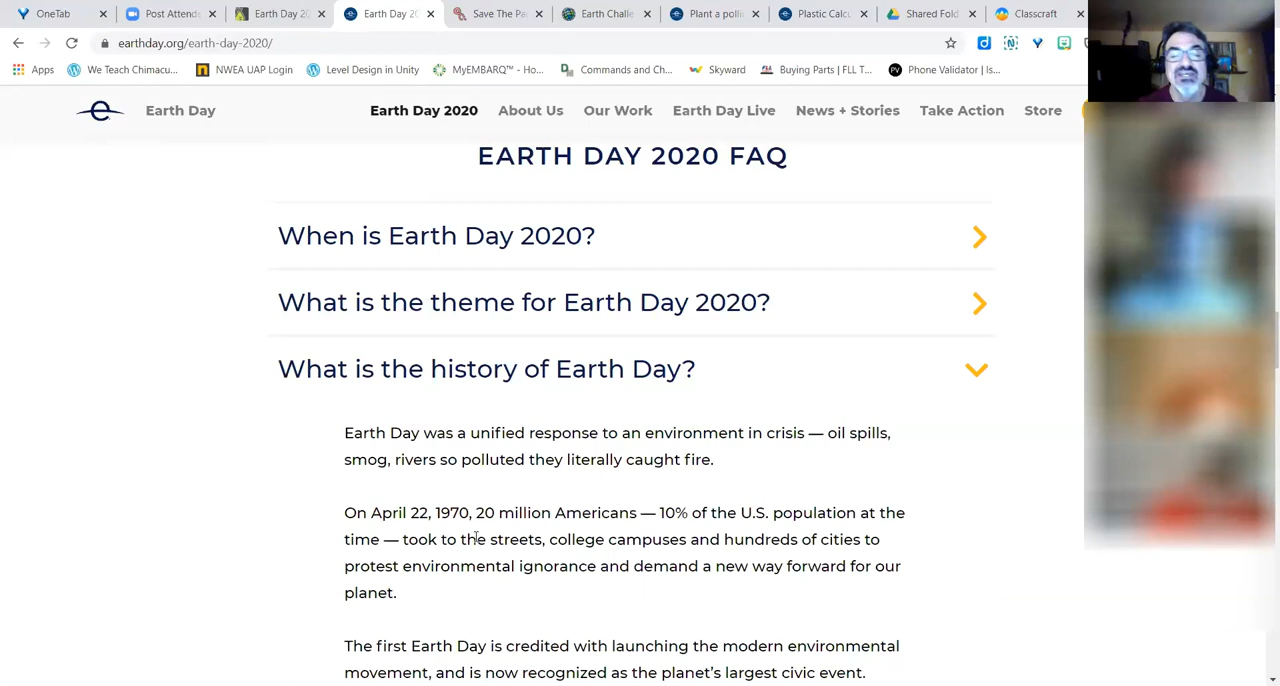 OneTab
Post Attende
Earth Day 20
Earth Day 20
Save The Pa
Earth Challe
Plant a polli
Plastic Calcu
Shared Fold
Classcraft
earthday.org/earth-day-2020/
Apps
We Teach Chimacu...
NWEA UAP Login
Level Design in Unity
MyEMBARQ™ - Ho...
Commands and Ch...
Skyward
Buying Parts | FLL T...
Phone Validator | Is...
Earth Day
Earth Day 2020
About Us
Our Work
Earth Day Live
News + Stories
Take Action
Store
EARTH DAY 2020 FAQ
When is Earth Day 2020?
What is the theme for Earth Day 2020?
What is the history of Earth Day?
Earth Day was a unified response to an environment in crisis — oil spills,
smog, rivers so polluted they literally caught fire.
On April 22, 1970, 20 million Americans — 10% of the U.S. population at the
time — took to the streets, college campuses and hundreds of cities to
protest environmental ignorance and demand a new way forward for our
planet.
The first Earth Day is credited with launching the modern environmental
movement, and is now recognized as the planet's largest civic event.